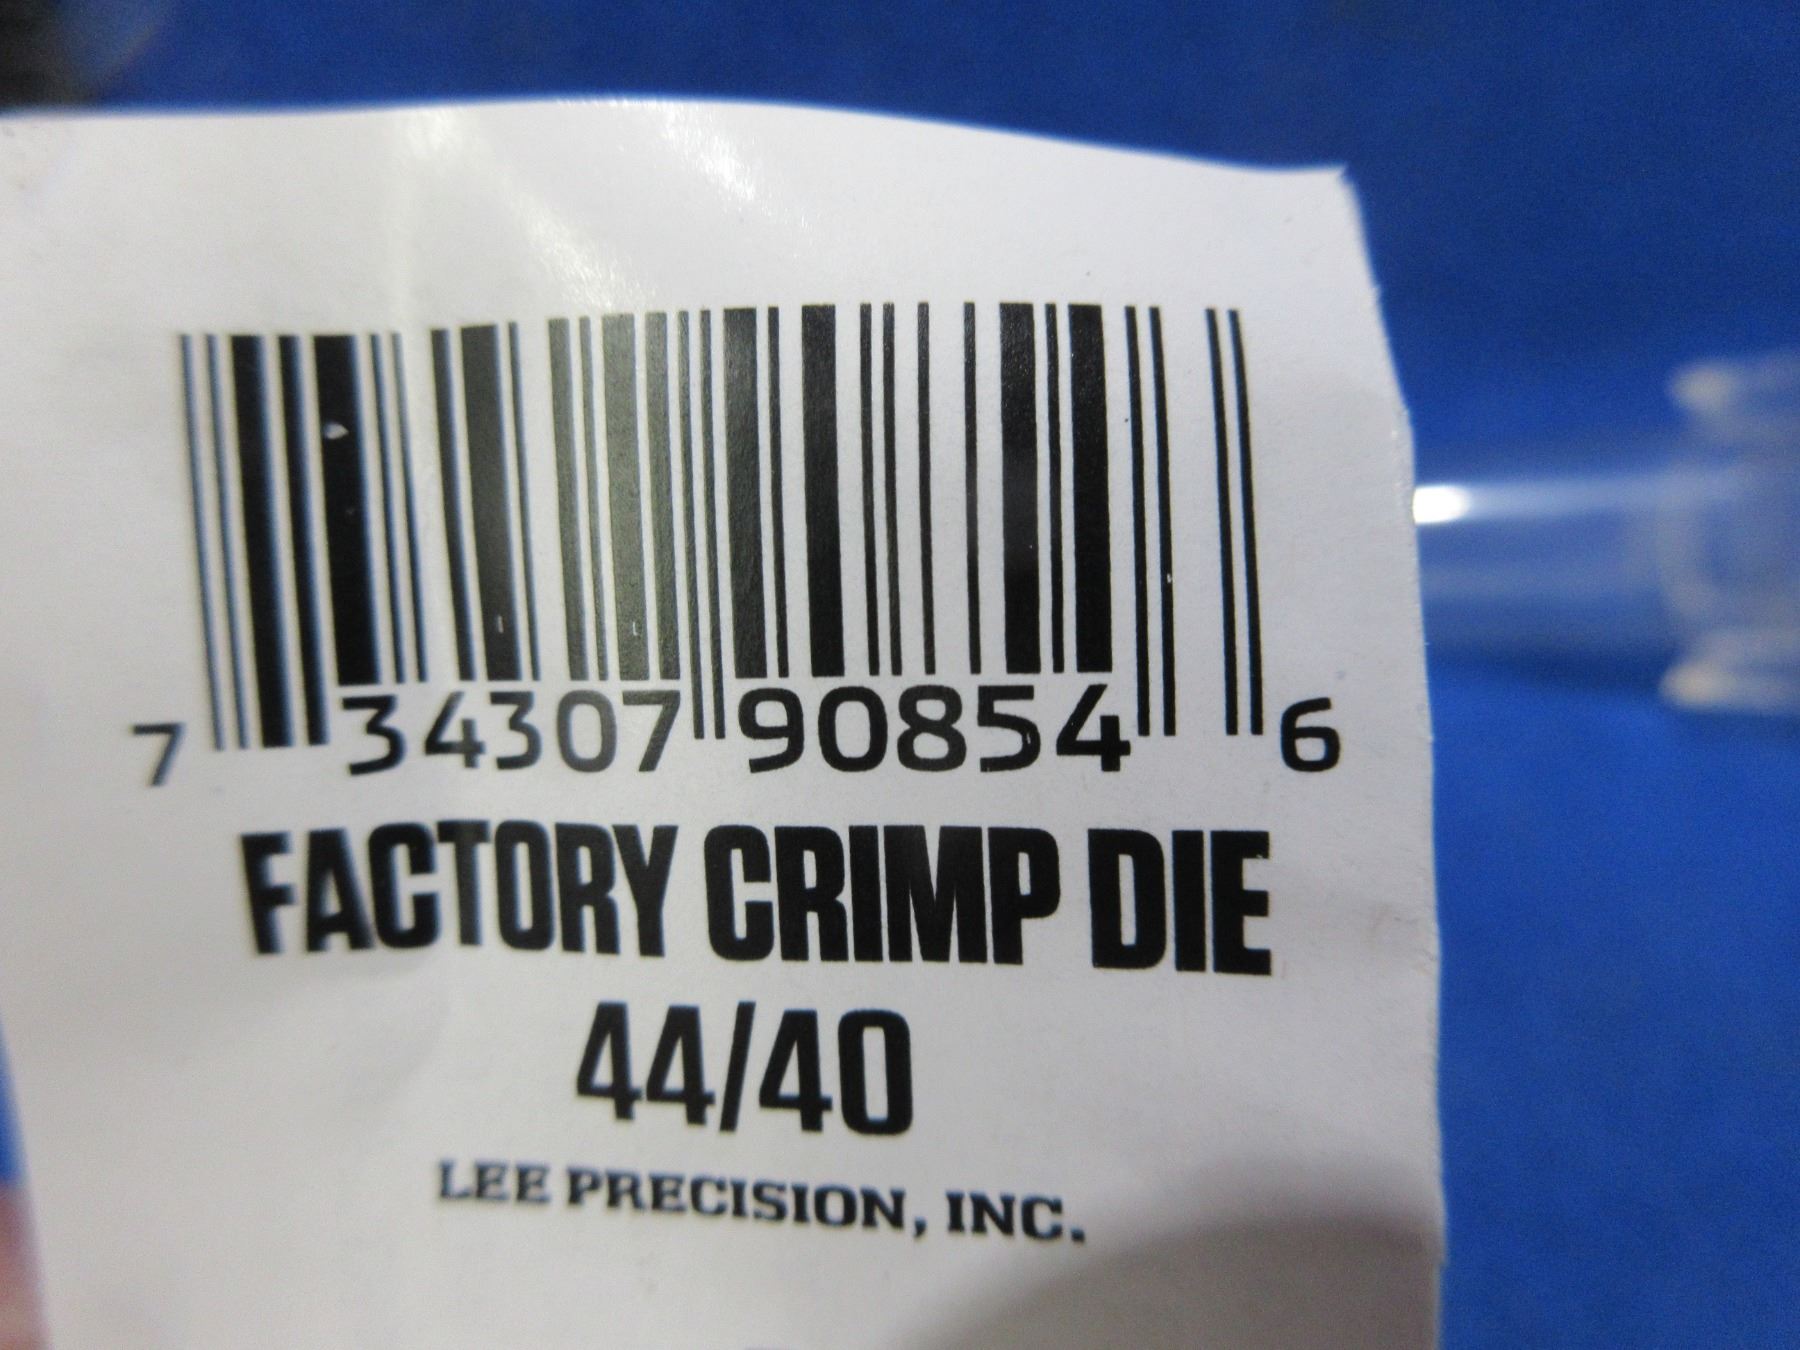 7 34307 90854 6
FACTORY CRIMP DIE
44/40
LEE PRECISION, INC.